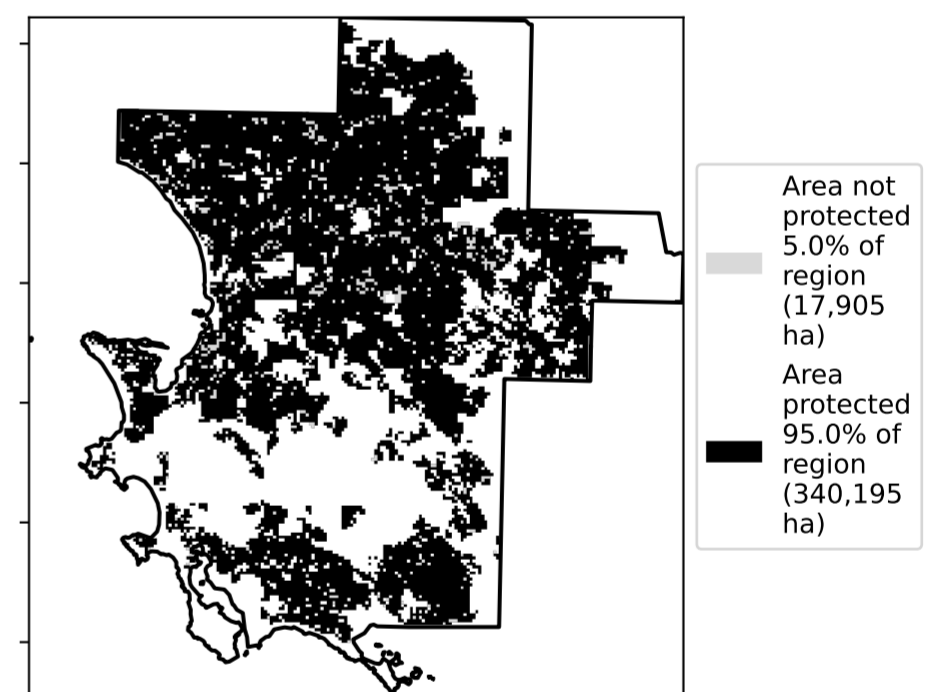 Area not
protected
5.0% of
region
(17,905
ha)
Area
protected
95.0% of
region
(340,195
ha)